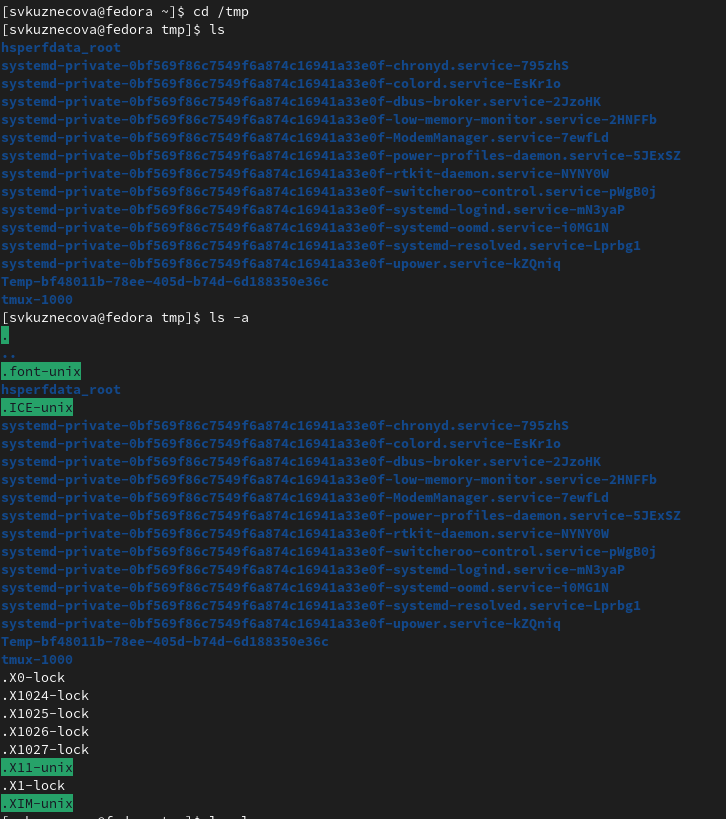 [svkuznecova@fedora ~]$ cd /tmp
[svkuznecova@fedora tmp]$ ls
hsperfdata_root
systemd-private-0bf569f86c7549f6a874c16941a33e0f-chronyd.service-795zhS
systemd-private-0bf569f86c7549f6a874c16941a33e0f-colord.service-EsKr1o
systemd-private-0bf569f86c7549f6a874c16941a33e0f-dbus-broker.service-2JzoHK
systemd-private-0bf569f86c7549f6a874c16941a33e0f-low-memory-monitor.service-2HNFFb
systemd-private-0bf569f86c7549f6a874c16941a33e0f-ModemManager.service-7ewfLd
systemd-private-0bf569f86c7549f6a874c16941a33e0f-power-profiles-daemon.service-5JExSZ
systemd-private-0bf569f86c7549f6a874c16941a33e0f-rtkit-daemon.service-NYNY0W
systemd-private-0bf569f86c7549f6a874c16941a33e0f-switcheroo-control.service-pWgB0j
systemd-private-0bf569f86c7549f6a874c16941a33e0f-systemd-logind.service-mN3yaP
systemd-private-0bf569f86c7549f6a874c16941a33e0f-systemd-oomd.service-i0MG1N
systemd-private-0bf569f86c7549f6a874c16941a33e0f-systemd-resolved.service-Lprbg1
systemd-private-0bf569f86c7549f6a874c16941a33e0f-upower.service-kZQniq
Temp-bf48011b-78ee-405d-b74d-6d188350e36c
tmux-1000
[svkuznecova@fedora tmp]$ ls -a
.
..
.font-unix
hsperfdata_root
.ICE-unix
systemd-private-0bf569f86c7549f6a874c16941a33e0f-chronyd.service-795zhS
systemd-private-0bf569f86c7549f6a874c16941a33e0f-colord.service-EsKr1o
systemd-private-0bf569f86c7549f6a874c16941a33e0f-dbus-broker.service-2JzoHK
systemd-private-0bf569f86c7549f6a874c16941a33e0f-low-memory-monitor.service-2HNFFb
systemd-private-0bf569f86c7549f6a874c16941a33e0f-ModemManager.service-7ewfLd
systemd-private-0bf569f86c7549f6a874c16941a33e0f-power-profiles-daemon.service-5JExSZ
systemd-private-0bf569f86c7549f6a874c16941a33e0f-rtkit-daemon.service-NYNY0W
systemd-private-0bf569f86c7549f6a874c16941a33e0f-switcheroo-control.service-pWgB0j
systemd-private-0bf569f86c7549f6a874c16941a33e0f-systemd-logind.service-mN3yaP
systemd-private-0bf569f86c7549f6a874c16941a33e0f-systemd-oomd.service-i0MG1N
systemd-private-0bf569f86c7549f6a874c16941a33e0f-systemd-resolved.service-Lprbg1
systemd-private-0bf569f86c7549f6a874c16941a33e0f-upower.service-kZQniq
Temp-bf48011b-78ee-405d-b74d-6d188350e36c
tmux-1000
.X0-lock
.X1024-lock
.X1025-lock
.X1026-lock
.X1027-lock
.X11-unix
.X1-lock
.XIM-unix